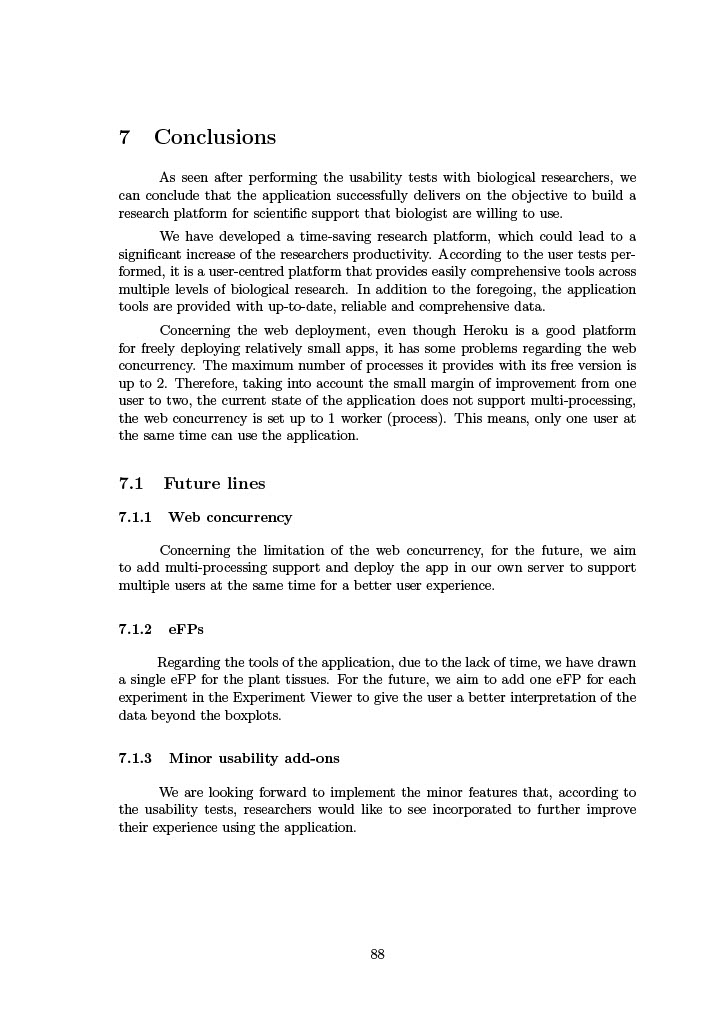 7 Conclusions
As seen after performing the usability tests with biological researchers, we
can conclude that the application successfully delivers on the objective to build a
research platform for scientific support that biologist are willing to use.
We have developed a time-saving research platform, which could lead to a
significant increase of the researchers productivity. According to the user tests per-
formed, it is a user-centred platform that provides easily comprehensive tools across
multiple levels of biological research. In addition to the foregoing, the application
tools are provided with up-to-date, reliable and comprehensive data.
Concerning the web deployment, even though Heroku is a good platform
for freely deploying relatively small apps, it has some problems regarding the web
concurrency. The maximum number of processes it provides with its free version is
up to 2. Therefore, taking into account the small margin of improvement from one
user to two, the current state of the application does not support multi-processing,
the web concurrency is set up to 1 worker (process). This means, only one user at
the same time can use the application.
7.1 Future lines
7.1.1 Web concurrency
Concerning the limitation of the web concurrency, for the future, we aim
to add multi-processing support and deploy the app in our own server to support
multiple users at the same time for a better user experience.
7.1.2 eFPs
Regarding the tools of the application, due to the lack of time, we have drawn
a single eFP for the plant tissues. For the future, we aim to add one eFP for each
experiment in the Experiment Viewer to give the user a better interpretation of the
data beyond the boxplots.
7.1.3 Minor usability add-ons
We are looking forward to implement the minor features that, according to
the usability tests, researchers would like to see incorporated to further improve
their experience using the application.
88